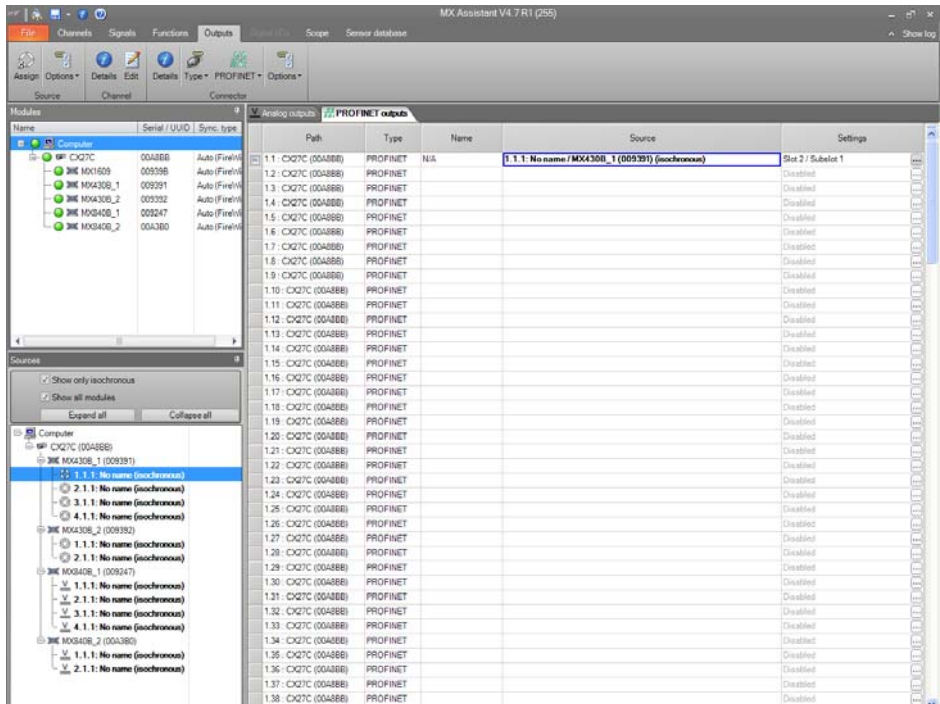 MX Assistant V4.7 R1 (255)
File Channels Signals Functions Outputs Scope Sensor database Show log
Assign Options Details Edit Details Type PROFINET Options
Source Channel Connector
Modules
Name Serial / UUID Sync. type
Computer
CX27C 00A8BB Auto (FireWi
MX1609 00939B Auto (FireWi
MX430B_1 009391 Auto (FireWi
MX430B_2 009392 Auto (FireWi
MX840B_1 009247 Auto (FireWi
MX840B_2 00A3B0 Auto (FireWi
Sources
Show only isochronous
Show all modules
Expand all Collapse all
Computer
CX27C (00A8BB)
MX430B_1 (009391)
1.1.1: No name (isochronous)
2.1.1: No name (isochronous)
3.1.1: No name (isochronous)
4.1.1: No name (isochronous)
MX430B_2 (009392)
1.1.1: No name (isochronous)
2.1.1: No name (isochronous)
MX840B_1 (009247)
1.1.1: No name (isochronous)
2.1.1: No name (isochronous)
3.1.1: No name (isochronous)
4.1.1: No name (isochronous)
MX840B_2 (00A3B0)
1.1.1: No name (isochronous)
2.1.1: No name (isochronous)
Analog outputs PROFINET outputs
Path Type Name Source Settings
1.1 : CX27C (00A8BB) PROFINET N/A 1.1.1: No name / MX430B_1 (009391) (isochronous) Slot 2 / Subslot 1 ...
1.2 : CX27C (00A8BB) PROFINET Disabled ...
1.3 : CX27C (00A8BB) PROFINET Disabled ...
1.4 : CX27C (00A8BB) PROFINET Disabled ...
1.5 : CX27C (00A8BB) PROFINET Disabled ...
1.6 : CX27C (00A8BB) PROFINET Disabled ...
1.7 : CX27C (00A8BB) PROFINET Disabled ...
1.8 : CX27C (00A8BB) PROFINET Disabled ...
1.9 : CX27C (00A8BB) PROFINET Disabled ...
1.10 : CX27C (00A8BB) PROFINET Disabled ...
1.11 : CX27C (00A8BB) PROFINET Disabled ...
1.12 : CX27C (00A8BB) PROFINET Disabled ...
1.13 : CX27C (00A8BB) PROFINET Disabled ...
1.14 : CX27C (00A8BB) PROFINET Disabled ...
1.15 : CX27C (00A8BB) PROFINET Disabled ...
1.16 : CX27C (00A8BB) PROFINET Disabled ...
1.17 : CX27C (00A8BB) PROFINET Disabled ...
1.18 : CX27C (00A8BB) PROFINET Disabled ...
1.19 : CX27C (00A8BB) PROFINET Disabled ...
1.20 : CX27C (00A8BB) PROFINET Disabled ...
1.21 : CX27C (00A8BB) PROFINET Disabled ...
1.22 : CX27C (00A8BB) PROFINET Disabled ...
1.23 : CX27C (00A8BB) PROFINET Disabled ...
1.24 : CX27C (00A8BB) PROFINET Disabled ...
1.25 : CX27C (00A8BB) PROFINET Disabled ...
1.26 : CX27C (00A8BB) PROFINET Disabled ...
1.27 : CX27C (00A8BB) PROFINET Disabled ...
1.28 : CX27C (00A8BB) PROFINET Disabled ...
1.29 : CX27C (00A8BB) PROFINET Disabled ...
1.30 : CX27C (00A8BB) PROFINET Disabled ...
1.31 : CX27C (00A8BB) PROFINET Disabled ...
1.32 : CX27C (00A8BB) PROFINET Disabled ...
1.33 : CX27C (00A8BB) PROFINET Disabled ...
1.34 : CX27C (00A8BB) PROFINET Disabled ...
1.35 : CX27C (00A8BB) PROFINET Disabled ...
1.36 : CX27C (00A8BB) PROFINET Disabled ...
1.37 : CX27C (00A8BB) PROFINET Disabled ...
1.38 : CX27C (00A8BB) PROFINET Disabled ...